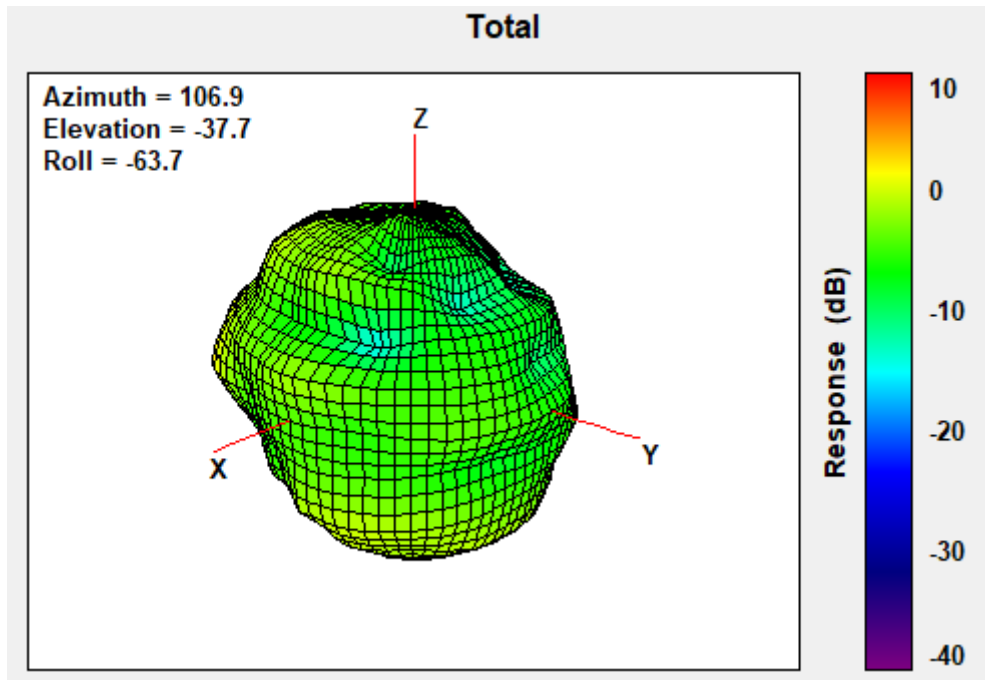 Total
Azimuth = 106.9
Elevation = -37.7
Roll = -63.7
Z
X
Y
Response (dB)
10
0
-10
-20
-30
-40